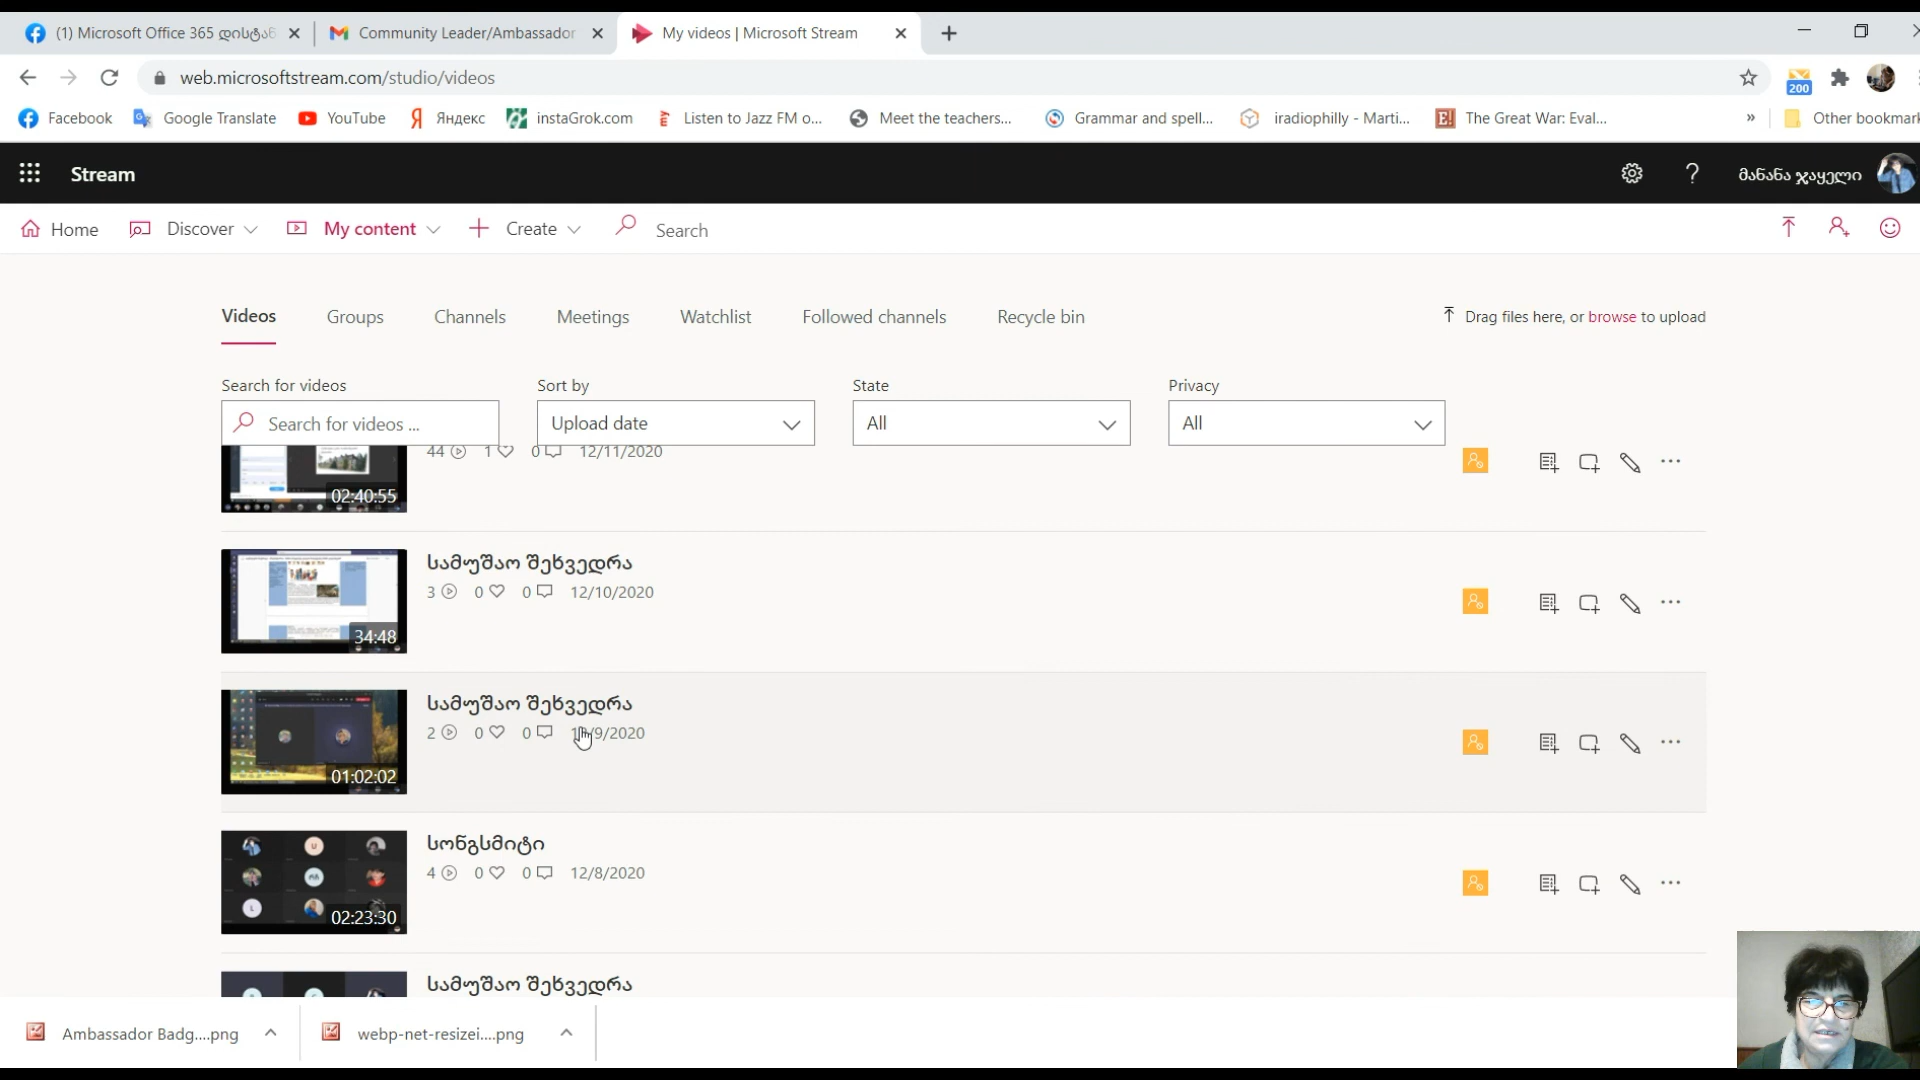 (1) Microsoft Office 365 დისტან
Community Leader/Ambassador
My videos | Microsoft Stream
web.microsoftstream.com/studio/videos
200
Facebook
Google Translate
YouTube
Яндекс
instaGrok.com
Listen to Jazz FM o...
Meet the teachers...
Grammar and spell...
iradiophilly - Marti...
The Great War: Eval...
»
Other bookmark
Stream
?
მანანა ჯაყელი
Home
Discover
My content
Create
Search
Videos
Groups
Channels
Meetings
Watchlist
Followed channels
Recycle bin
Drag files here, or browse to upload
Search for videos
Sort by
State
Privacy
Search for videos ...
Upload date
All
All
44 1 0 12/11/2020
02:40:55
სამუშაო შეხვედრა
3 0 0 12/10/2020
34:48
სამუშაო შეხვედრა
2 0 0 12/9/2020
01:02:02
სონგსმიტი
4 0 0 12/8/2020
02:23:30
სამუშაო შეხვედრა
Ambassador Badg....png
webp-net-resizei....png